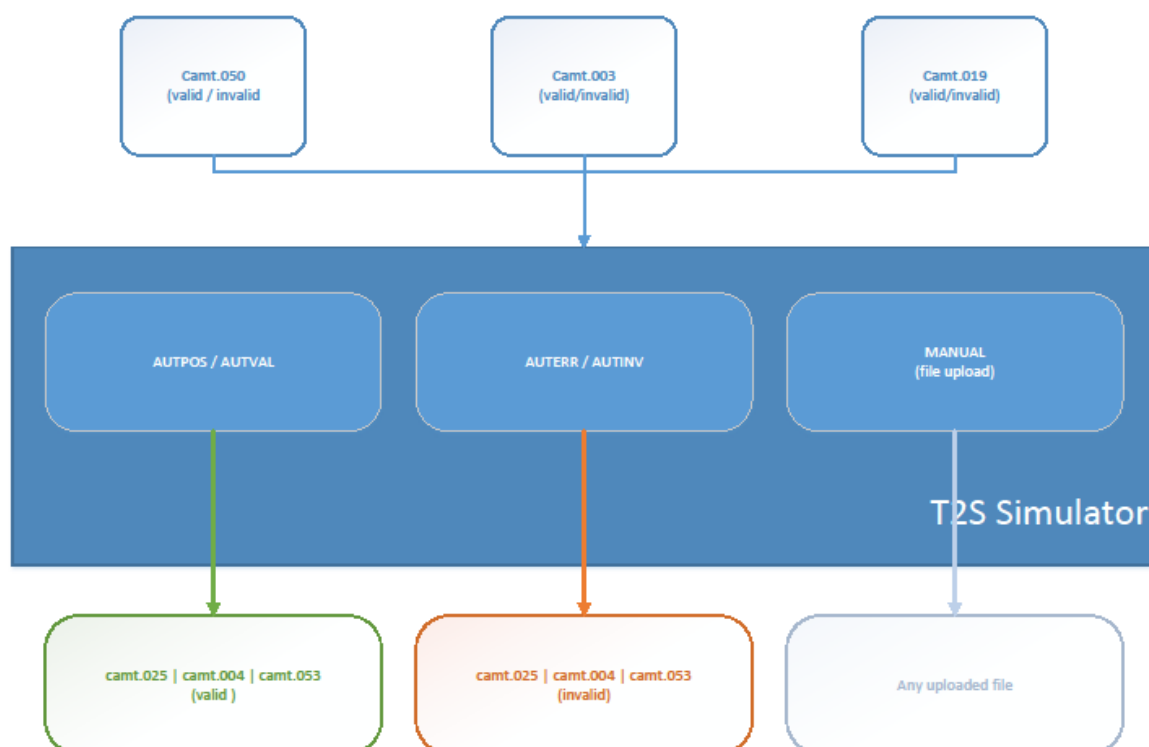 Camt.050
(valid / invalid
Camt.003
(valid/invalid)
Camt.019
(valid/invalid)
AUTPOS / AUTVAL
AUTERR / AUTINV
MANUAL
(file upload)
T2S Simulator
camt.025 | camt.004 | camt.053
(valid )
camt.025 | camt.004 | camt.053
(invalid)
Any uploaded file